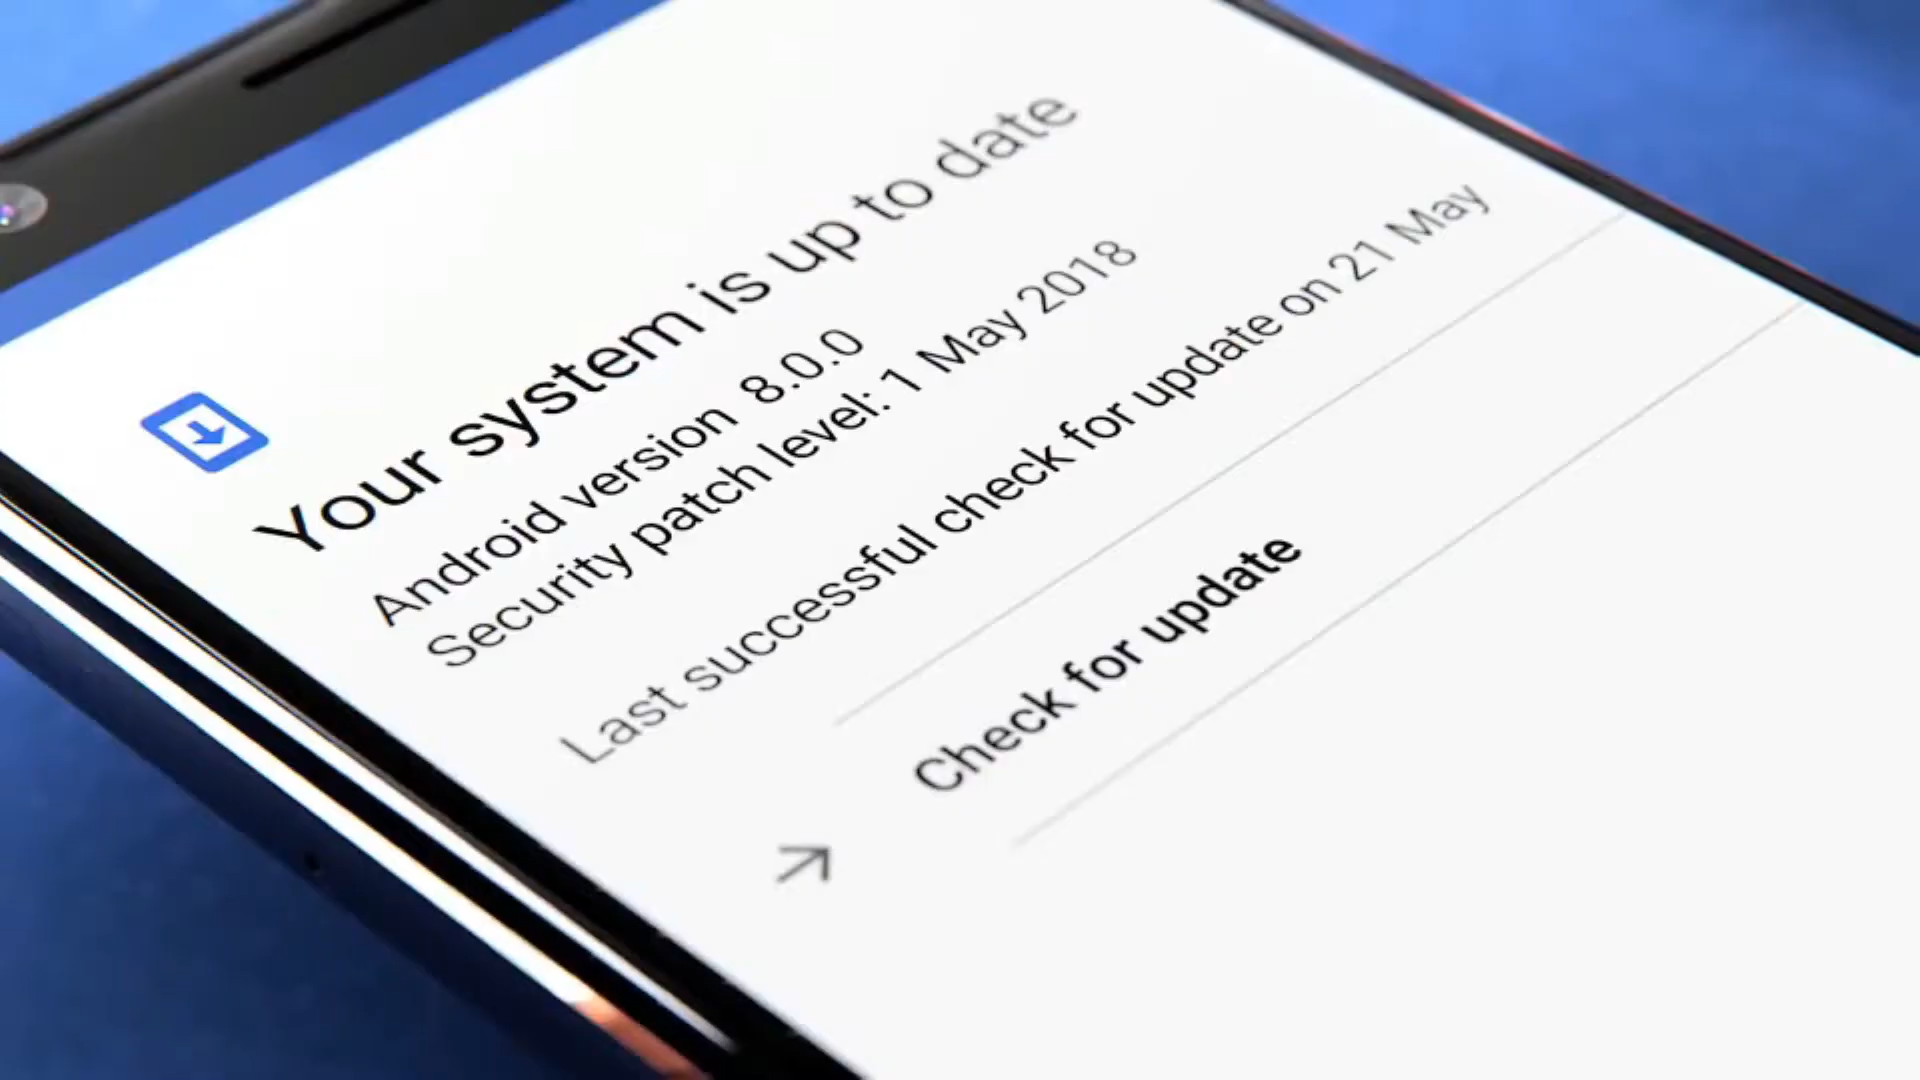 Your system is up to date
Android version 8.0.0
Security patch level: 1 May 2018
Last successful check for update on 21 May
Check for update